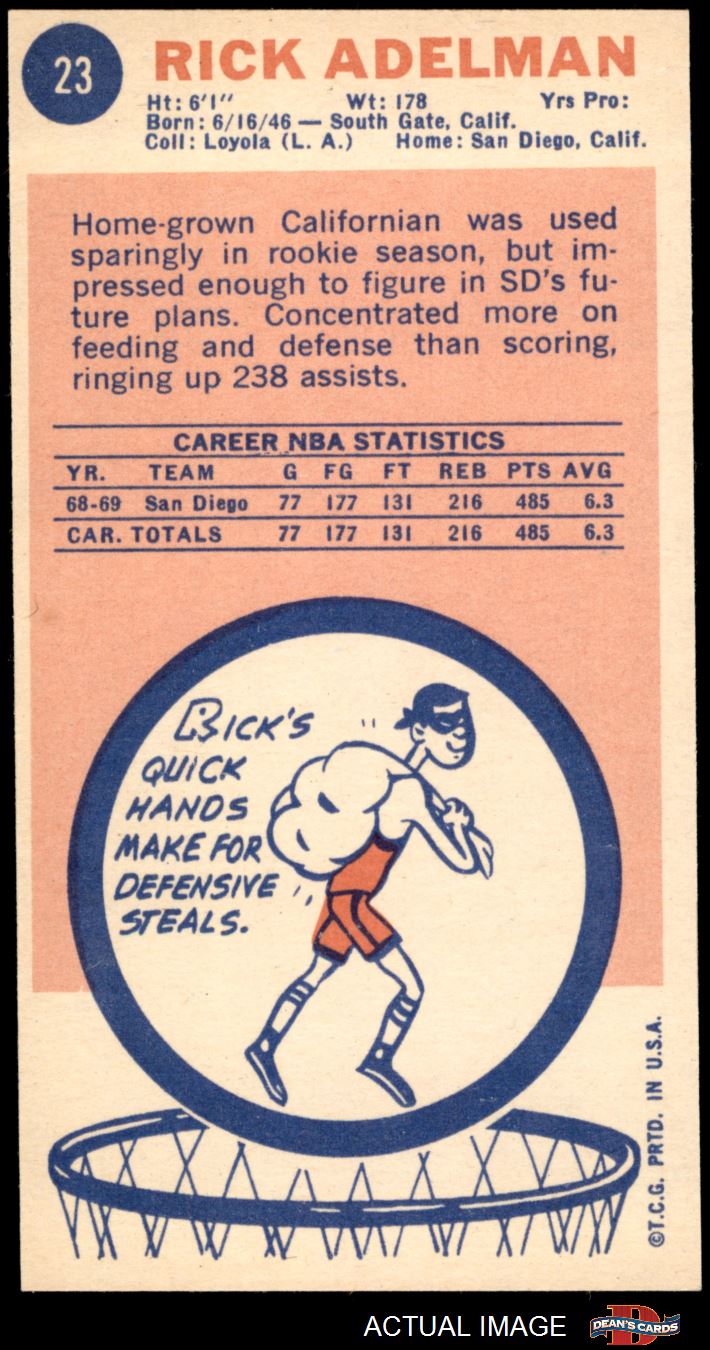 23
RICK ADELMAN
Ht: 6'1" Wt: 178 Yrs Pro:
Born: 6/16/46 — South Gate, Calif.
Coll: Loyola (L. A.) Home: San Diego, Calif.
Home-grown Californian was used
sparingly in rookie season, but im-
pressed enough to figure in SD's fu-
ture plans. Concentrated more on
feeding and defense than scoring,
ringing up 238 assists.
CAREER NBA STATISTICS
YR. TEAM G FG FT REB PTS AVG
68-69 San Diego 77 177 131 216 485 6.3
CAR. TOTALS 77 177 131 216 485 6.3
RICK'S
QUICK
HANDS
MAKE FOR
DEFENSIVE
STEALS.
©T.C.G. PRTD. IN U.S.A.
ACTUAL IMAGE
D
DEAN'S CARDS